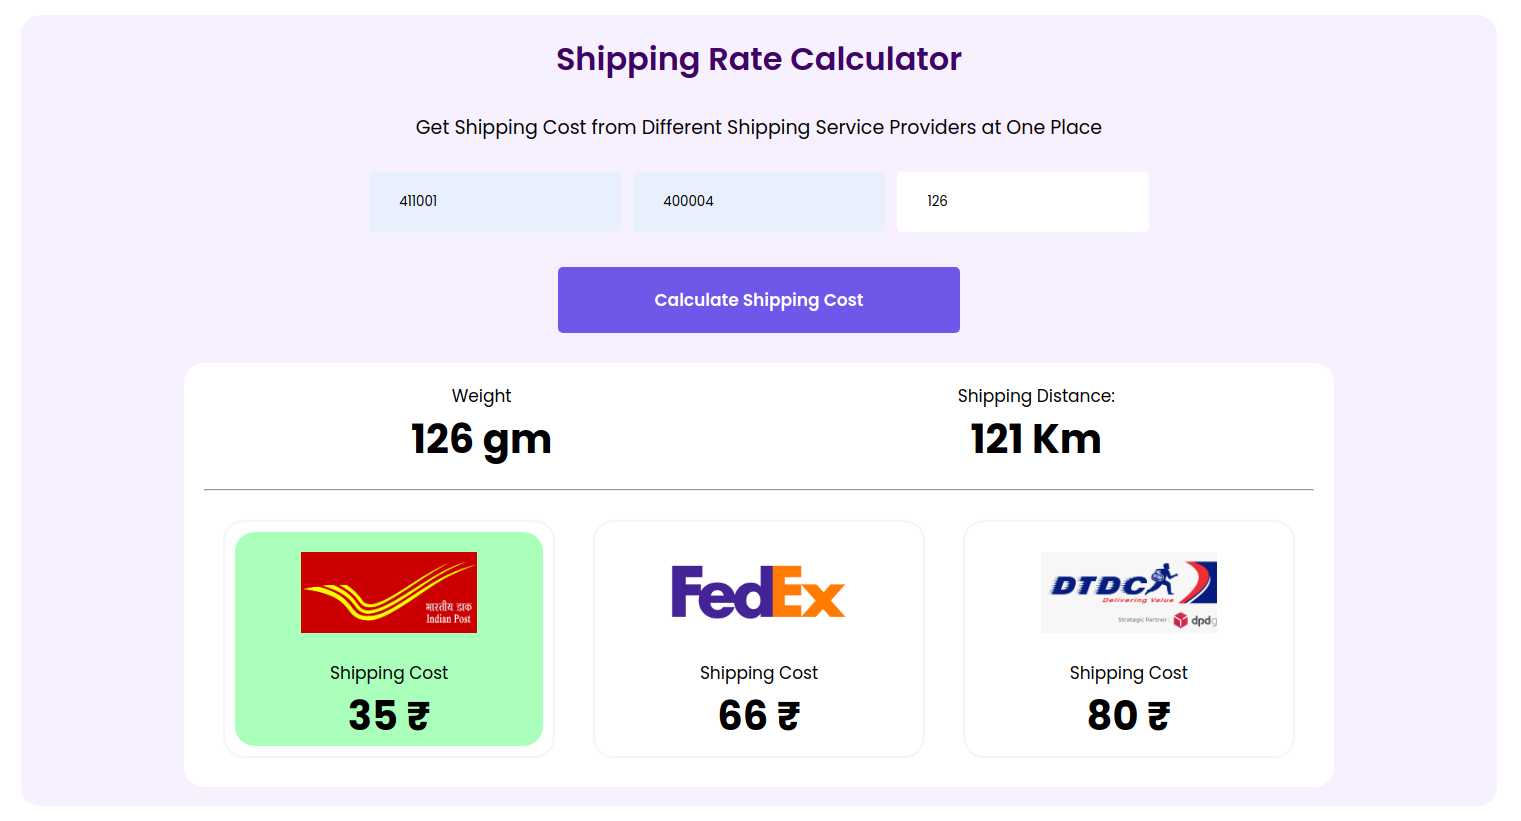 Shipping Rate Calculator
Get Shipping Cost from Different Shipping Service Providers at One Place
411001 400004 126
Calculate Shipping Cost
Weight Shipping Distance:
126 gm 121 Km
भारतीय डाक
Indian Post
FedEx
DTDC
Delivering Value
Strategic Partner : dpdg
Shipping Cost Shipping Cost Shipping Cost
35 ₹ 66 ₹ 80 ₹